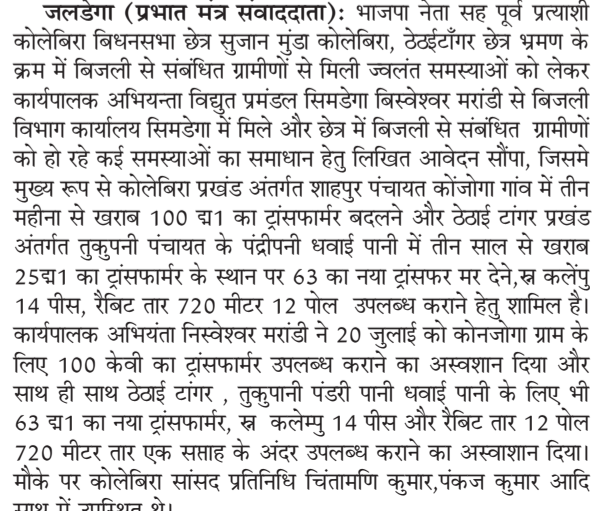 जलडेगा (प्रभात मंत्र संवाददाता): भाजपा नेता सह पूर्व प्रत्याशी
कोलेबिरा बिधनसभा छेत्र सुजान मुंडा कोलेबिरा, ठेठईटाँगर छेत्र भ्रमण के
क्रम में बिजली से संबंधित ग्रामीणों से मिली ज्वलंत समस्याओं को लेकर
कार्यपालक अभियन्ता विद्युत प्रमंडल सिमडेगा बिस्वेश्वर मरांडी से बिजली
विभाग कार्यालय सिमडेगा में मिले और छेत्र में बिजली से संबंधित ग्रामीणों
को हो रहे कई समस्याओं का समाधान हेतु लिखित आवेदन सौंपा, जिसमे
मुख्य रूप से कोलेबिरा प्रखंड अंतर्गत शाहपुर पंचायत कोंजोगा गांव में तीन
महीना से खराब 100 द्म1 का ट्रांसफार्मर बदलने और ठेठाई टांगर प्रखंड
अंतर्गत तुकुपनी पंचायत के पंद्रीपनी धवाई पानी में तीन साल से खराब
25द्म1 का ट्रांसफार्मर के स्थान पर 63 का नया ट्रांसफर मर देने,स्न कलेंपु
14 पीस, रैबिट तार 720 मीटर 12 पोल उपलब्ध कराने हेतु शामिल है।
कार्यपालक अभियंता निस्वेश्वर मरांडी ने 20 जुलाई को कोनजोगा ग्राम के
लिए 100 केवी का ट्रांसफार्मर उपलब्ध कराने का अस्वशान दिया और
साथ ही साथ ठेठाई टांगर , तुकुपानी पंडरी पानी धवाई पानी के लिए भी
63 द्म1 का नया ट्रांसफार्मर, स्न कलेम्पु 14 पीस और रैबिट तार 12 पोल
720 मीटर तार एक सप्ताह के अंदर उपलब्ध कराने का अस्वाशान दिया।
मौके पर कोलेबिरा सांसद प्रतिनिधि चिंतामणि कुमार,पंकज कुमार आदि
साथ में उपस्थित थे।